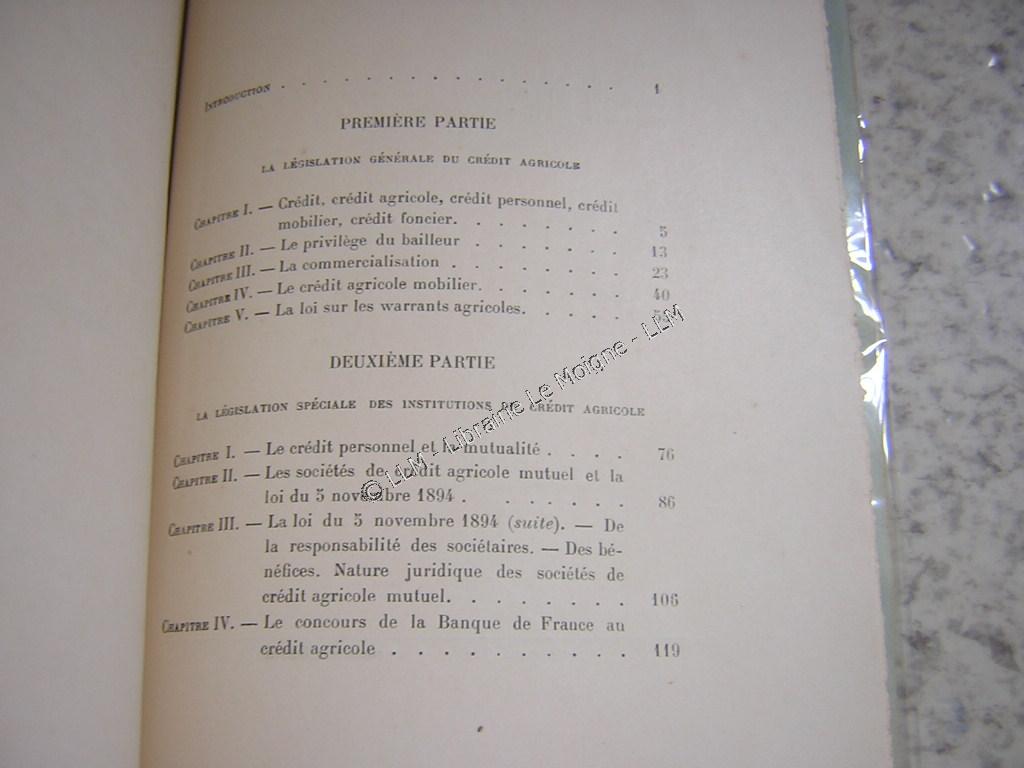 INTRODUCTION . . . . . . . . . . . . . . 1
PREMIÈRE PARTIE
LA LÉGISLATION GÉNÉRALE DU CRÉDIT AGRICOLE
CHAPITRE I. — Crédit, crédit agricole, crédit personnel, crédit
mobilier, crédit foncier. . . . . . . . 5
CHAPITRE II. — Le privilège du bailleur . . . . . . . 13
CHAPITRE III. — La commercialisation . . . . . . . . 23
CHAPITRE IV. — Le crédit agricole mobilier. . . . . . . 40
CHAPITRE V. — La loi sur les warrants agricoles. . . . .
DEUXIÈME PARTIE
LA LÉGISLATION SPÉCIALE DES INSTITUTIONS DE CRÉDIT AGRICOLE
CHAPITRE I. — Le crédit personnel et la mutualité . . . . 76
CHAPITRE II. — Les sociétés de crédit agricole mutuel et la
loi du 5 novembre 1894 . . . . . . . 86
CHAPITRE III. — La loi du 5 novembre 1894 (suite). — De
la responsabilité des sociétaires. — Des bé-
néfices. Nature juridique des sociétés de
crédit agricole mutuel. . . . . . . . 106
CHAPITRE IV. — Le concours de la Banque de France au
crédit agricole . . . . . . . . . 119
© LLM - Librairie Le Moigne - LLM